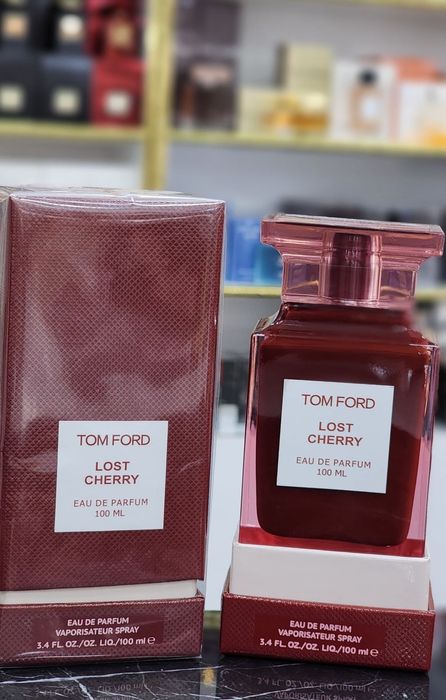 TOM FORD
LOST
CHERRY
EAU DE PARFUM
100 ML
EAU DE PARFUM
VAPORISATEUR SPRAY
3.4 FL.OZ./OZ. LIQ./100 ml e
TOM FORD
LOST
CHERRY
EAU DE PARFUM
100 ML
EAU DE PARFUM
VAPORISATEUR SPRAY
3.4 FL.OZ./OZ. LIQ./100 ml e